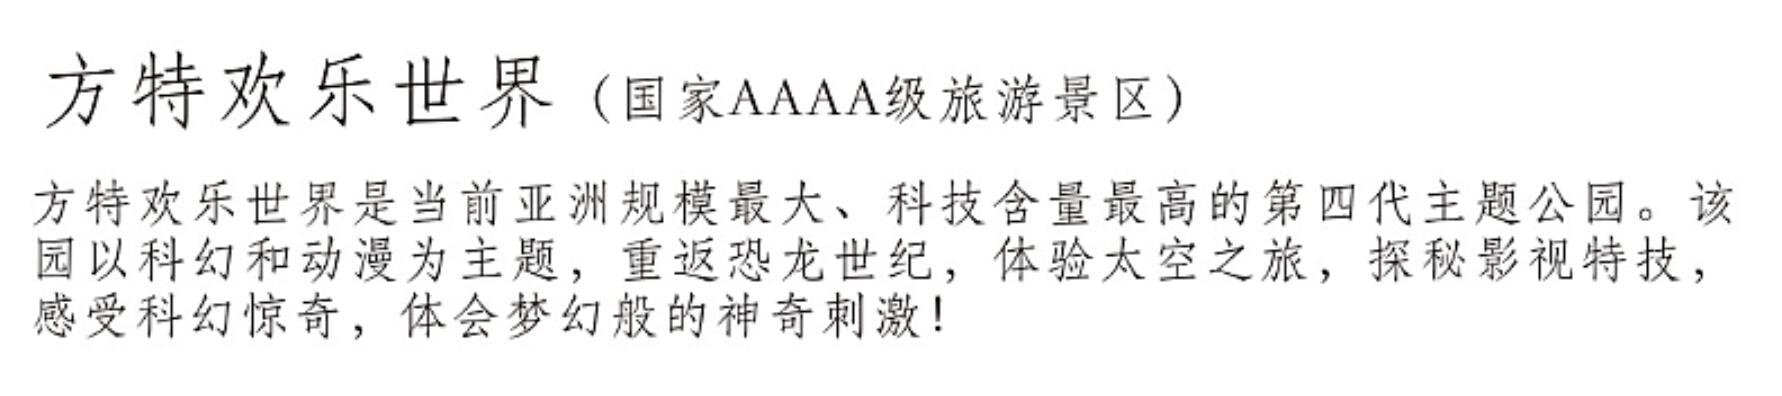 方特欢乐世界（国家AAAA级旅游景区）
方特欢乐世界是当前亚洲规模最大、科技含量最高的第四代主题公园。该
园以科幻和动漫为主题，重返恐龙世纪，体验太空之旅，探秘影视特技，
感受科幻惊奇，体会梦幻般的神奇刺激！